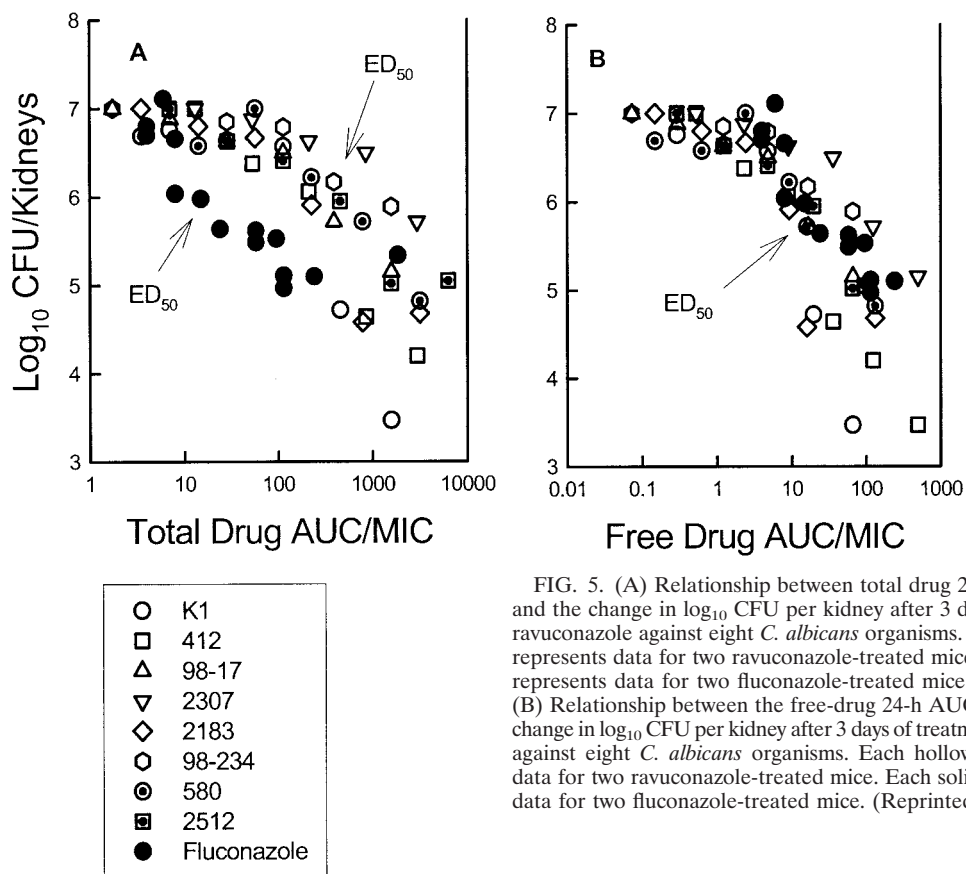 A
ED50
ED50
8
7
6
5
4
3
1
10
100
1000
10000
Log10 CFU/Kidneys
Total Drug AUC/MIC
B
ED50
8
7
6
5
4
3
0.01
0.1
1
10
100
1000
Free Drug AUC/MIC
K1
412
98-17
2307
2183
98-234
580
2512
Fluconazole
FIG. 5. (A) Relationship between total drug 2
and the change in log10 CFU per kidney after 3 d
ravuconazole against eight C. albicans organisms.
represents data for two ravuconazole-treated mice
represents data for two fluconazole-treated mice.
(B) Relationship between the free-drug 24-h AUC
change in log10 CFU per kidney after 3 days of treatn
against eight C. albicans organisms. Each hollow
data for two ravuconazole-treated mice. Each soli
data for two fluconazole-treated mice. (Reprinted